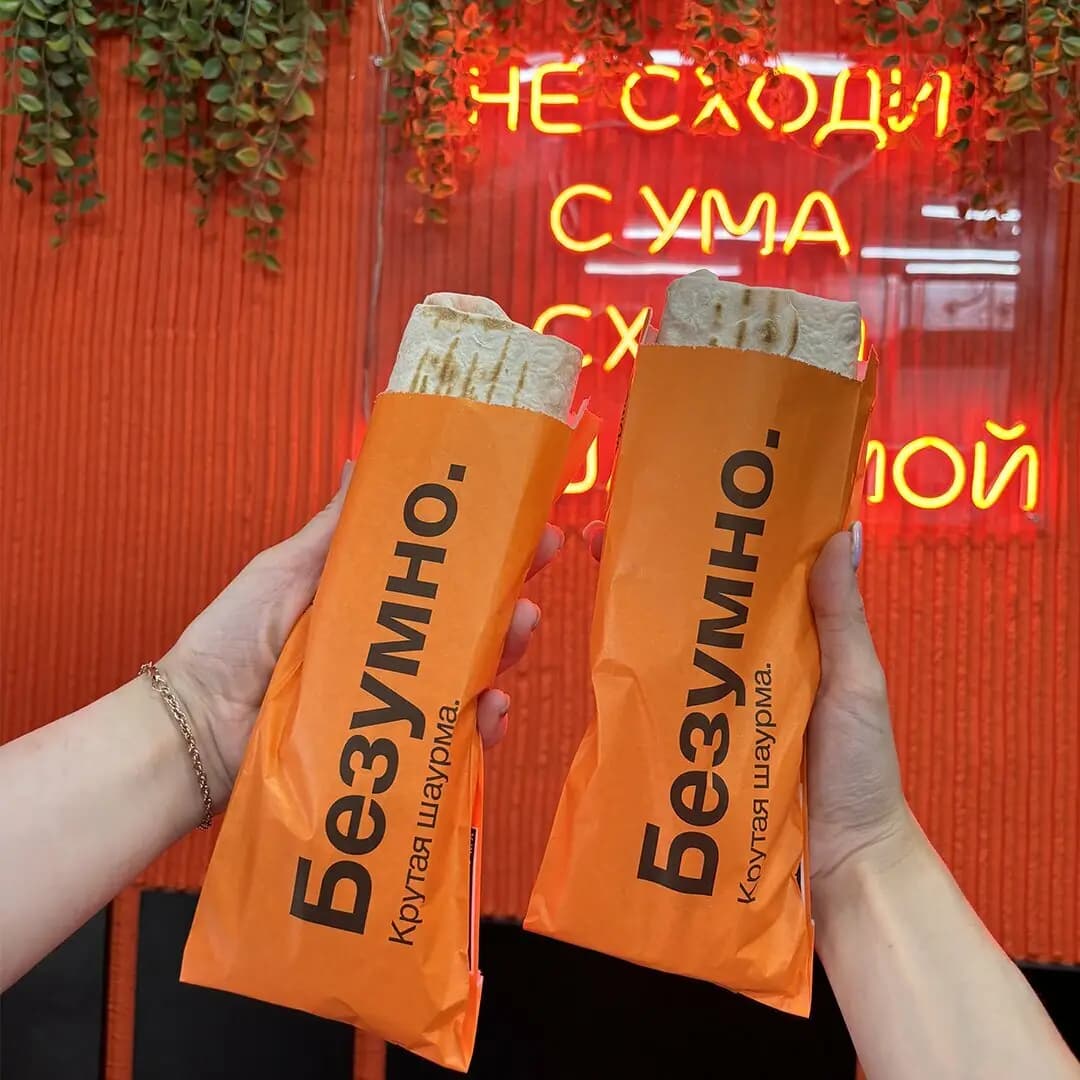 НЕ СХОДИ
С УМА
Безумно.
Крутая шаурма.
Безумно.
Крутая шаурма.